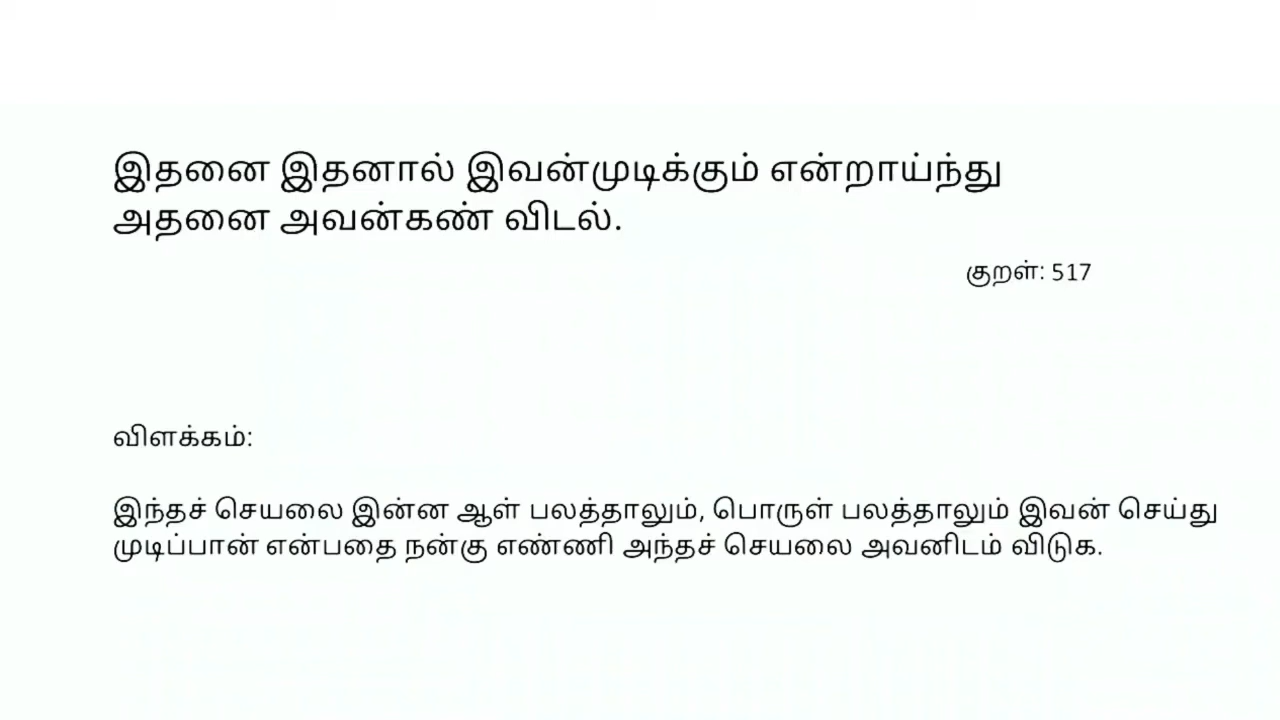 இதனை இதனால் இவன்முடிக்கும் என்றாய்ந்து
அதனை அவன்கண் விடல்.
குறள்: 517
விளக்கம்:
இந்தச் செயலை இன்ன ஆள் பலத்தாலும், பொருள் பலத்தாலும் இவன் செய்து
முடிப்பான் என்பதை நன்கு எண்ணி அந்தச் செயலை அவனிடம் விடுக.